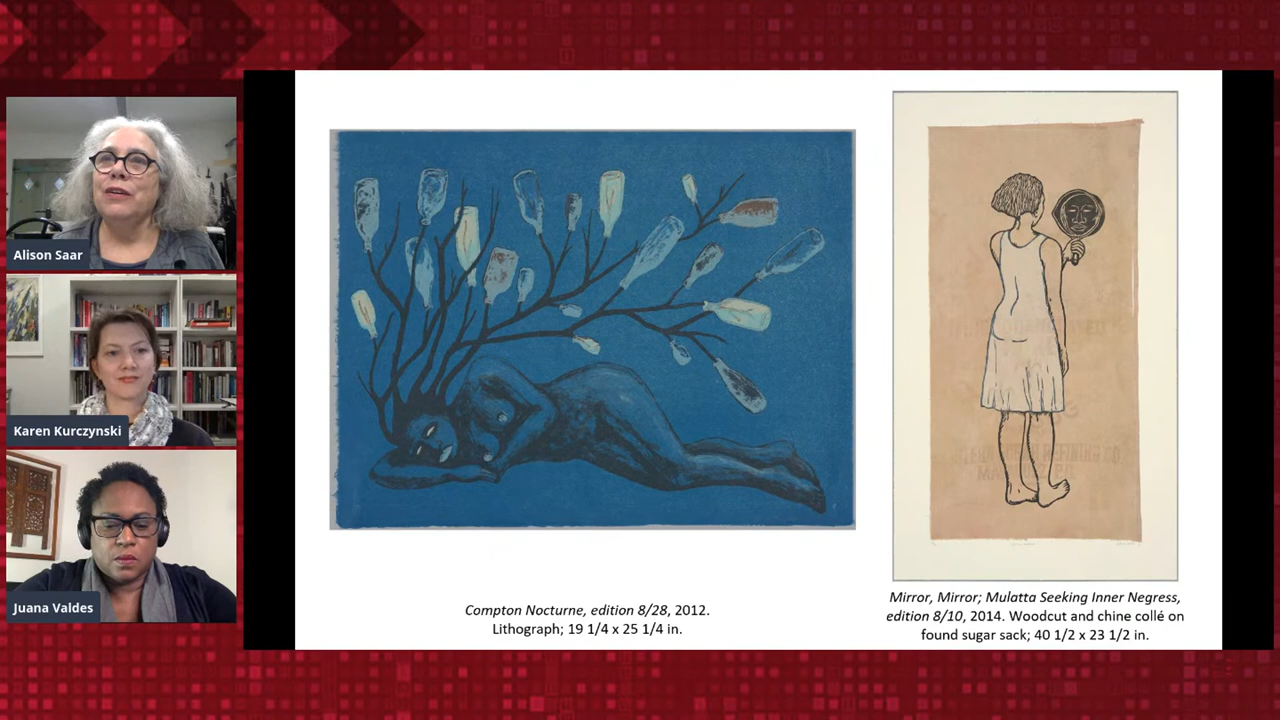 Alison Saar
Karen Kurczynski
Juana Valdes
Compton Nocturne, edition 8/28, 2012.
Lithograph; 19 1/4 x 25 1/4 in.
Mirror, Mirror; Mulatta Seeking Inner Negress,
edition 8/10, 2014. Woodcut and chine collé on
found sugar sack; 40 1/2 x 23 1/2 in.